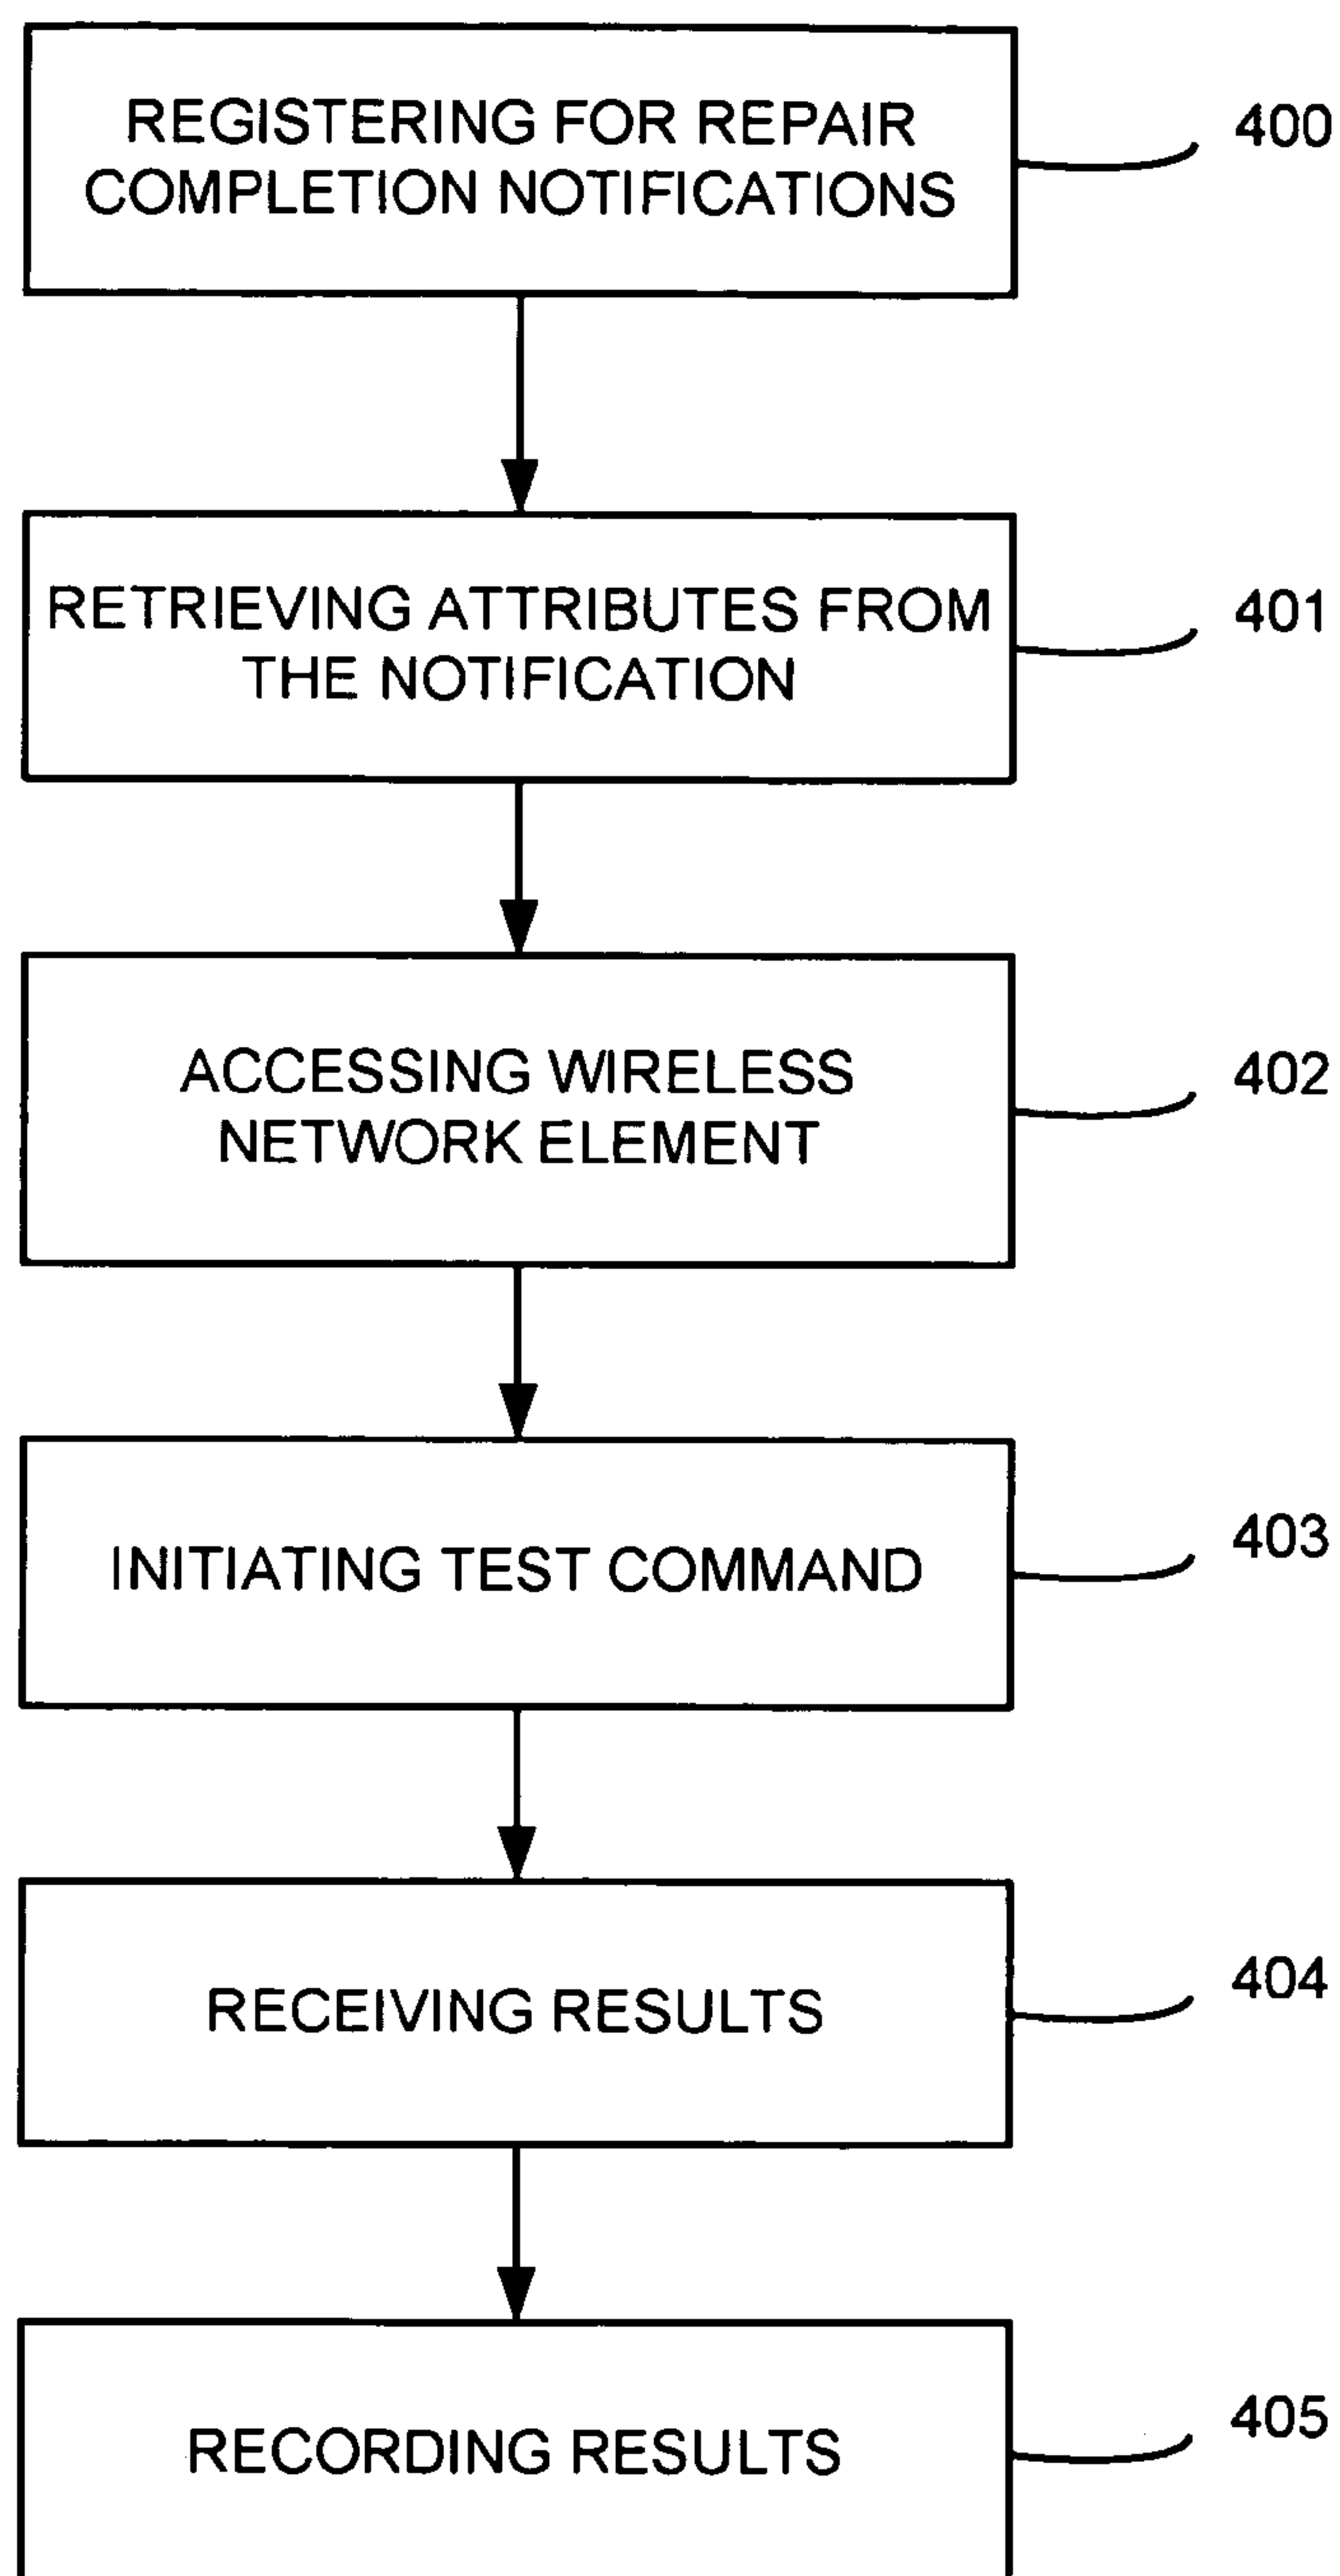 REGISTERING FOR REPAIR
COMPLETION NOTIFICATIONS
400
RETRIEVING ATTRIBUTES FROM
THE NOTIFICATION
401
ACCESSING WIRELESS
NETWORK ELEMENT
402
INITIATING TEST COMMAND
403
RECEIVING RESULTS
404
RECORDING RESULTS
405